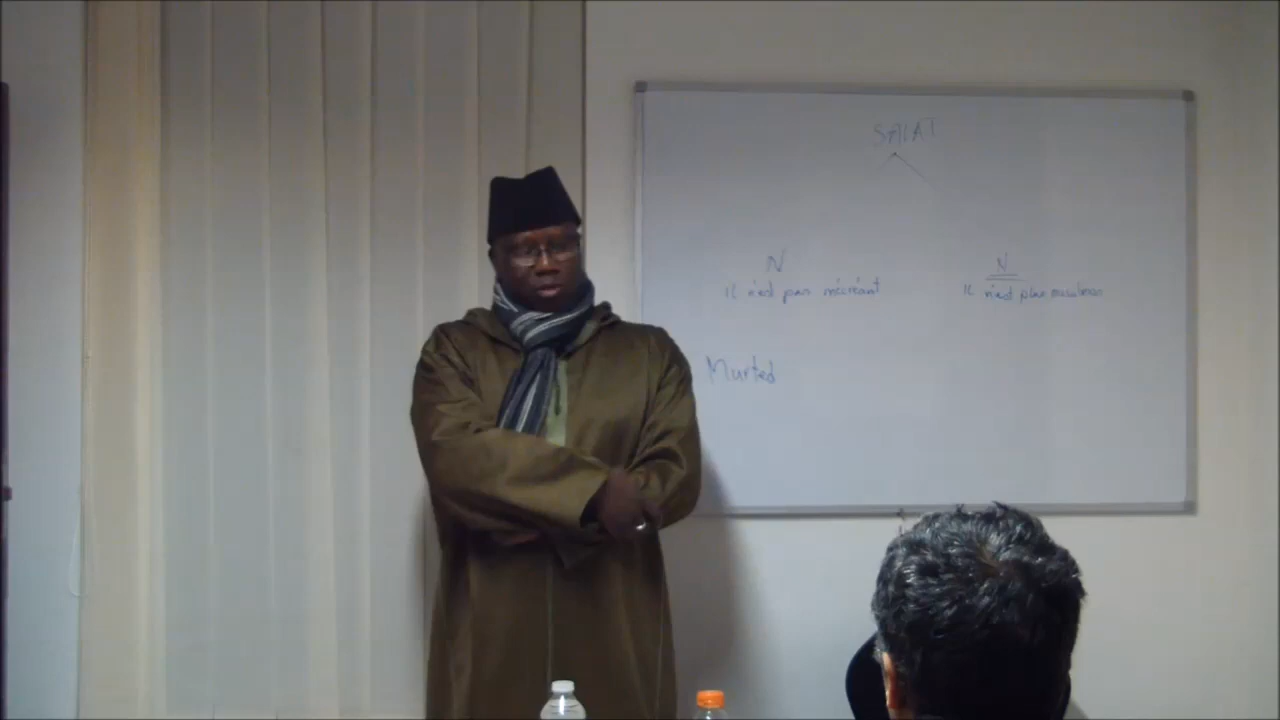 SALAT
N
N
Il n'est pas mécréant
Il n'est plus musulman
Murted